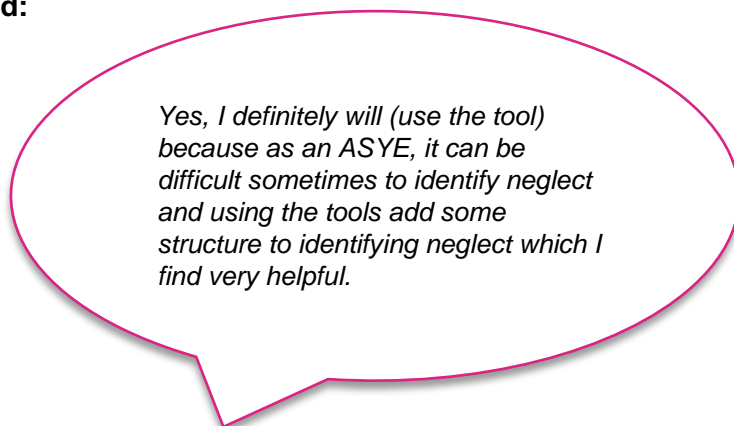 d:
Yes, I definitely will (use the tool)
because as an ASYE, it can be
difficult sometimes to identify neglect
and using the tools add some
structure to identifying neglect which I
find very helpful.